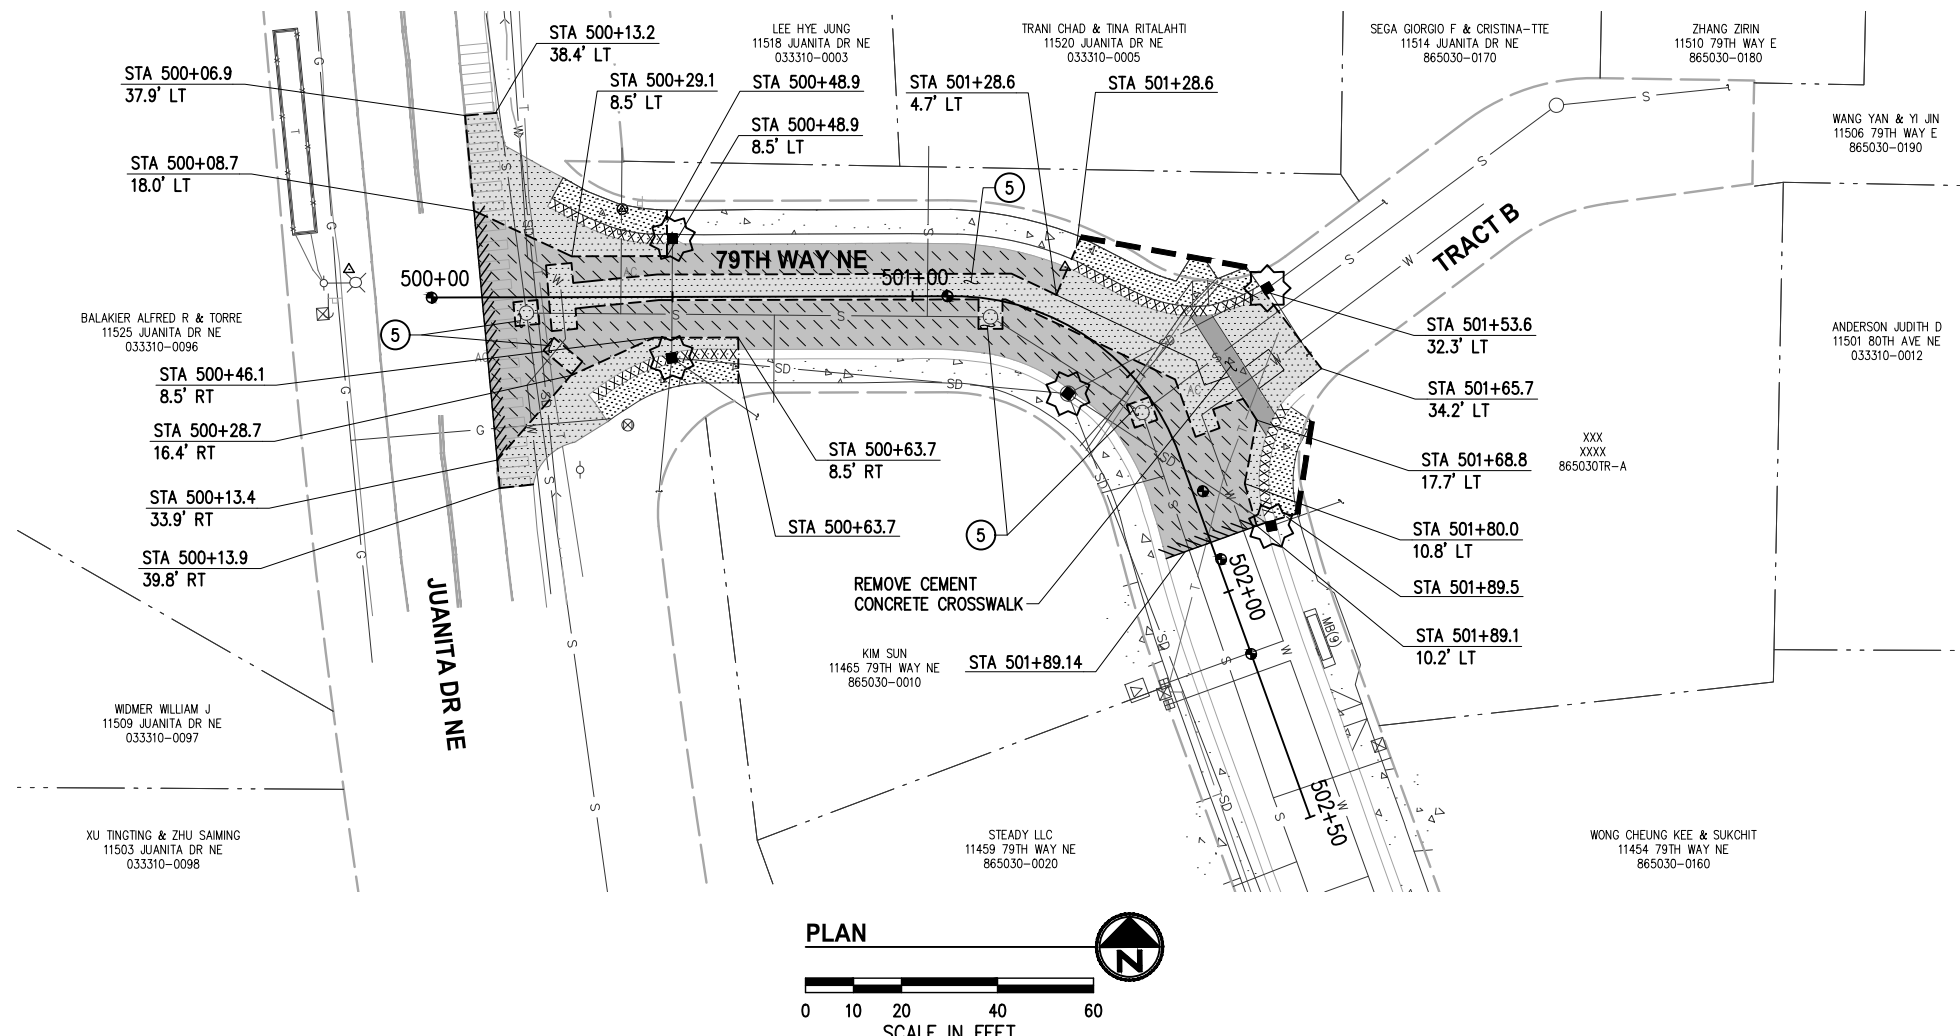 STA 500+13.2
38.4' LT
LEE HYE JUNG
11518 JUANITA DR NE
033310-0003
TRANI CHAD & TINA RITALAHTI
11520 JUANITA DR NE
033310-0005
SEGA GIORGIO F & CRISTINA-TTE
11514 JUANITA DR NE
865030-0170
ZHANG ZIRIN
11510 79TH WAY E
865030-0180
STA 500+06.9
37.9' LT
STA 500+29.1
8.5' LT
STA 500+48.9
STA 501+28.6
4.7' LT
STA 501+28.6
STA 500+48.9
8.5' LT
WANG YAN & YI JIN
11506 79TH WAY E
865030-0190
STA 500+08.7
18.0' LT
5
TRACT B
79TH WAY NE
500+00
501+00
BALAKIER ALFRED R & TORRE
11525 JUANITA DR NE
033310-0096
5
STA 501+53.6
32.3' LT
ANDERSON JUDITH D
11501 80TH AVE NE
033310-0012
STA 500+46.1
8.5' RT
STA 501+65.7
34.2' LT
STA 500+28.7
16.4' RT
STA 500+63.7
8.5' RT
STA 501+68.8
17.7' LT
XXX
XXXX
865030TR-A
STA 500+13.4
33.9' RT
STA 500+63.7
5
STA 501+80.0
10.8' LT
STA 500+13.9
39.8' RT
REMOVE CEMENT
CONCRETE CROSSWALK
502+00
STA 501+89.5
JUANITA DR NE
KIM SUN
11465 79TH WAY NE
865030-0010
STA 501+89.14
MB(9)
STA 501+89.1
10.2' LT
WIDMER WILLIAM J
11509 JUANITA DR NE
033310-0097
502+50
XU TINGTING & ZHU SAIMING
11503 JUANITA DR NE
033310-0098
STEADY LLC
11459 79TH WAY NE
865030-0020
WONG CHEUNG KEE & SUKCHIT
11454 79TH WAY NE
865030-0160
PLAN
N
0 10 20 40 60
SCALE IN FEET